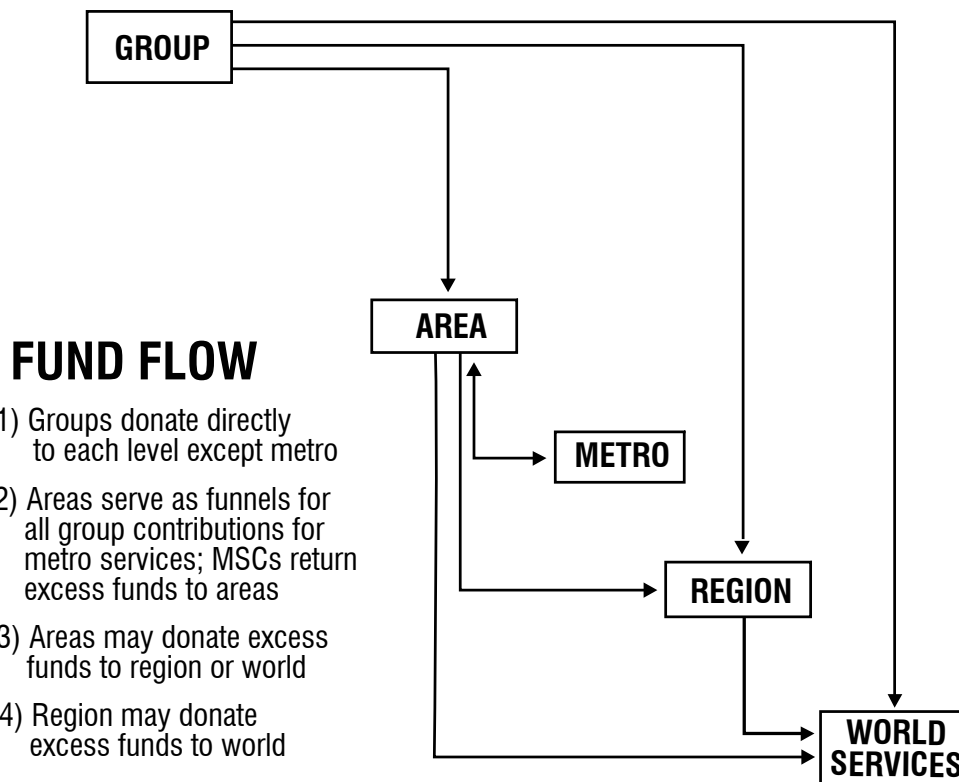 GROUP
AREA
FUND FLOW
1) Groups donate directly
to each level except metro
METRO
2) Areas serve as funnels for
all group contributions for
metro services; MSCs return
excess funds to areas
REGION
3) Areas may donate excess
funds to region or world
4) Region may donate
excess funds to world
WORLD
SERVICES